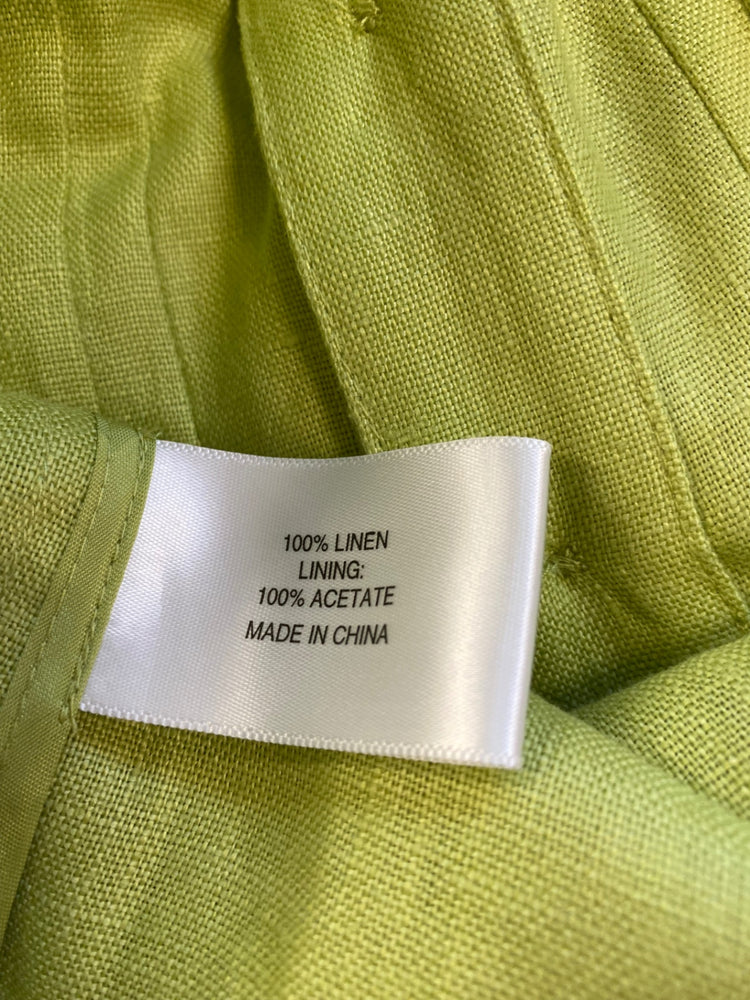 100% LINEN
LINING:
100% ACETATE
MADE IN CHINA